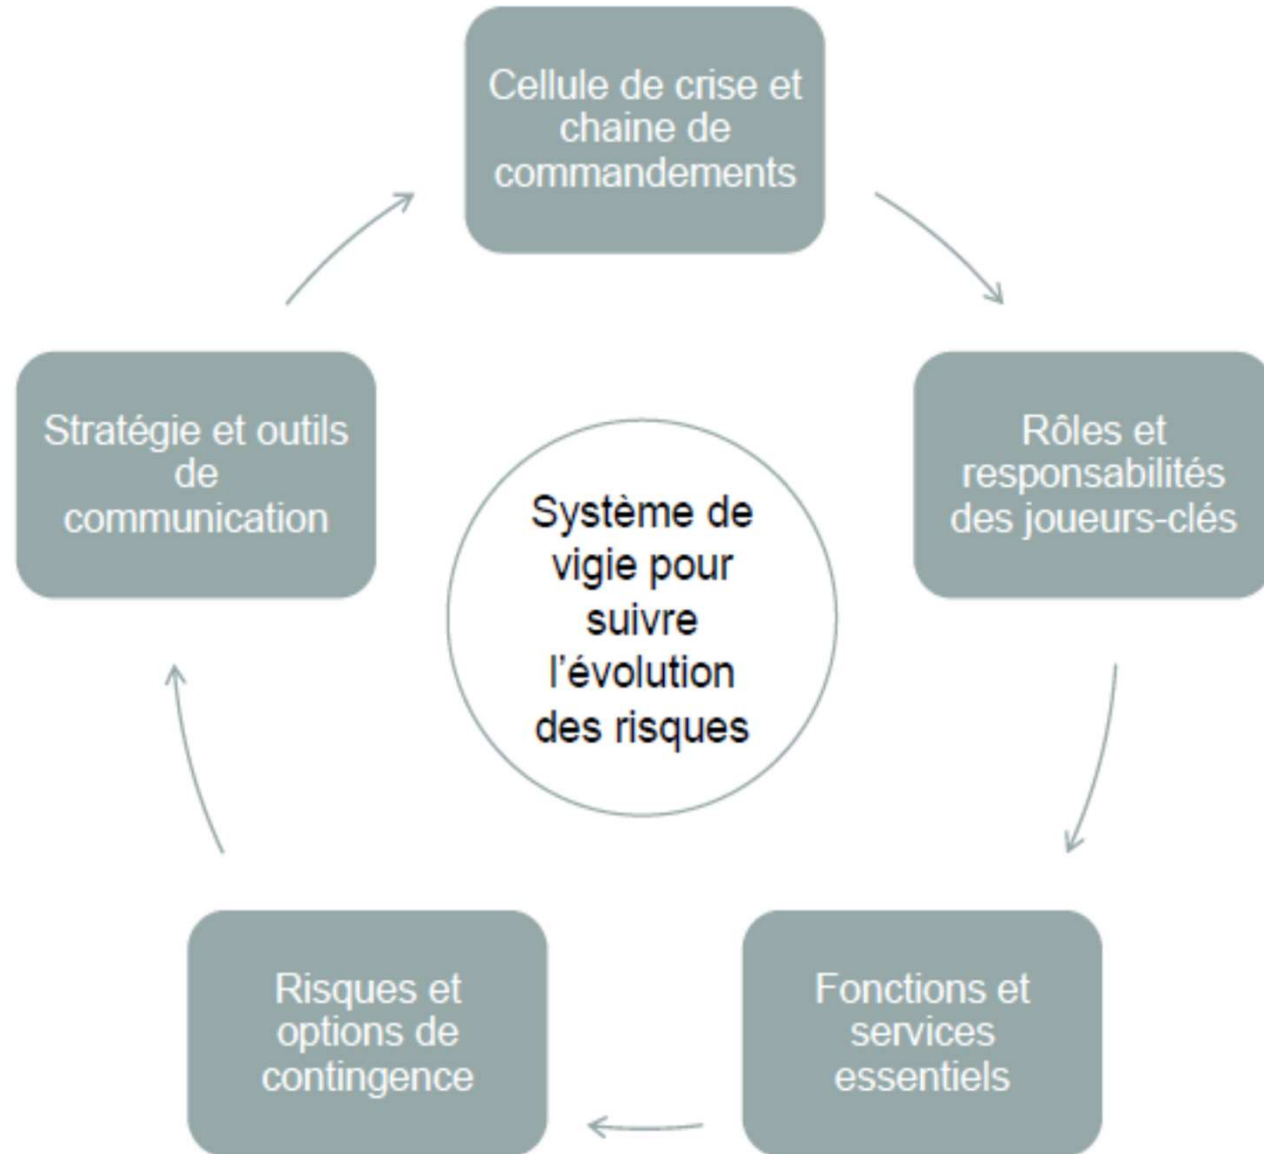 Cellule de crise et
chaine de
commandements
Rôles et
responsabilités
des joueurs-clés
Fonctions et
services
essentiels
Risques et
options de
contingence
Stratégie et outils
de
communication
Système de
vigie pour
suivre
l'évolution
des risques